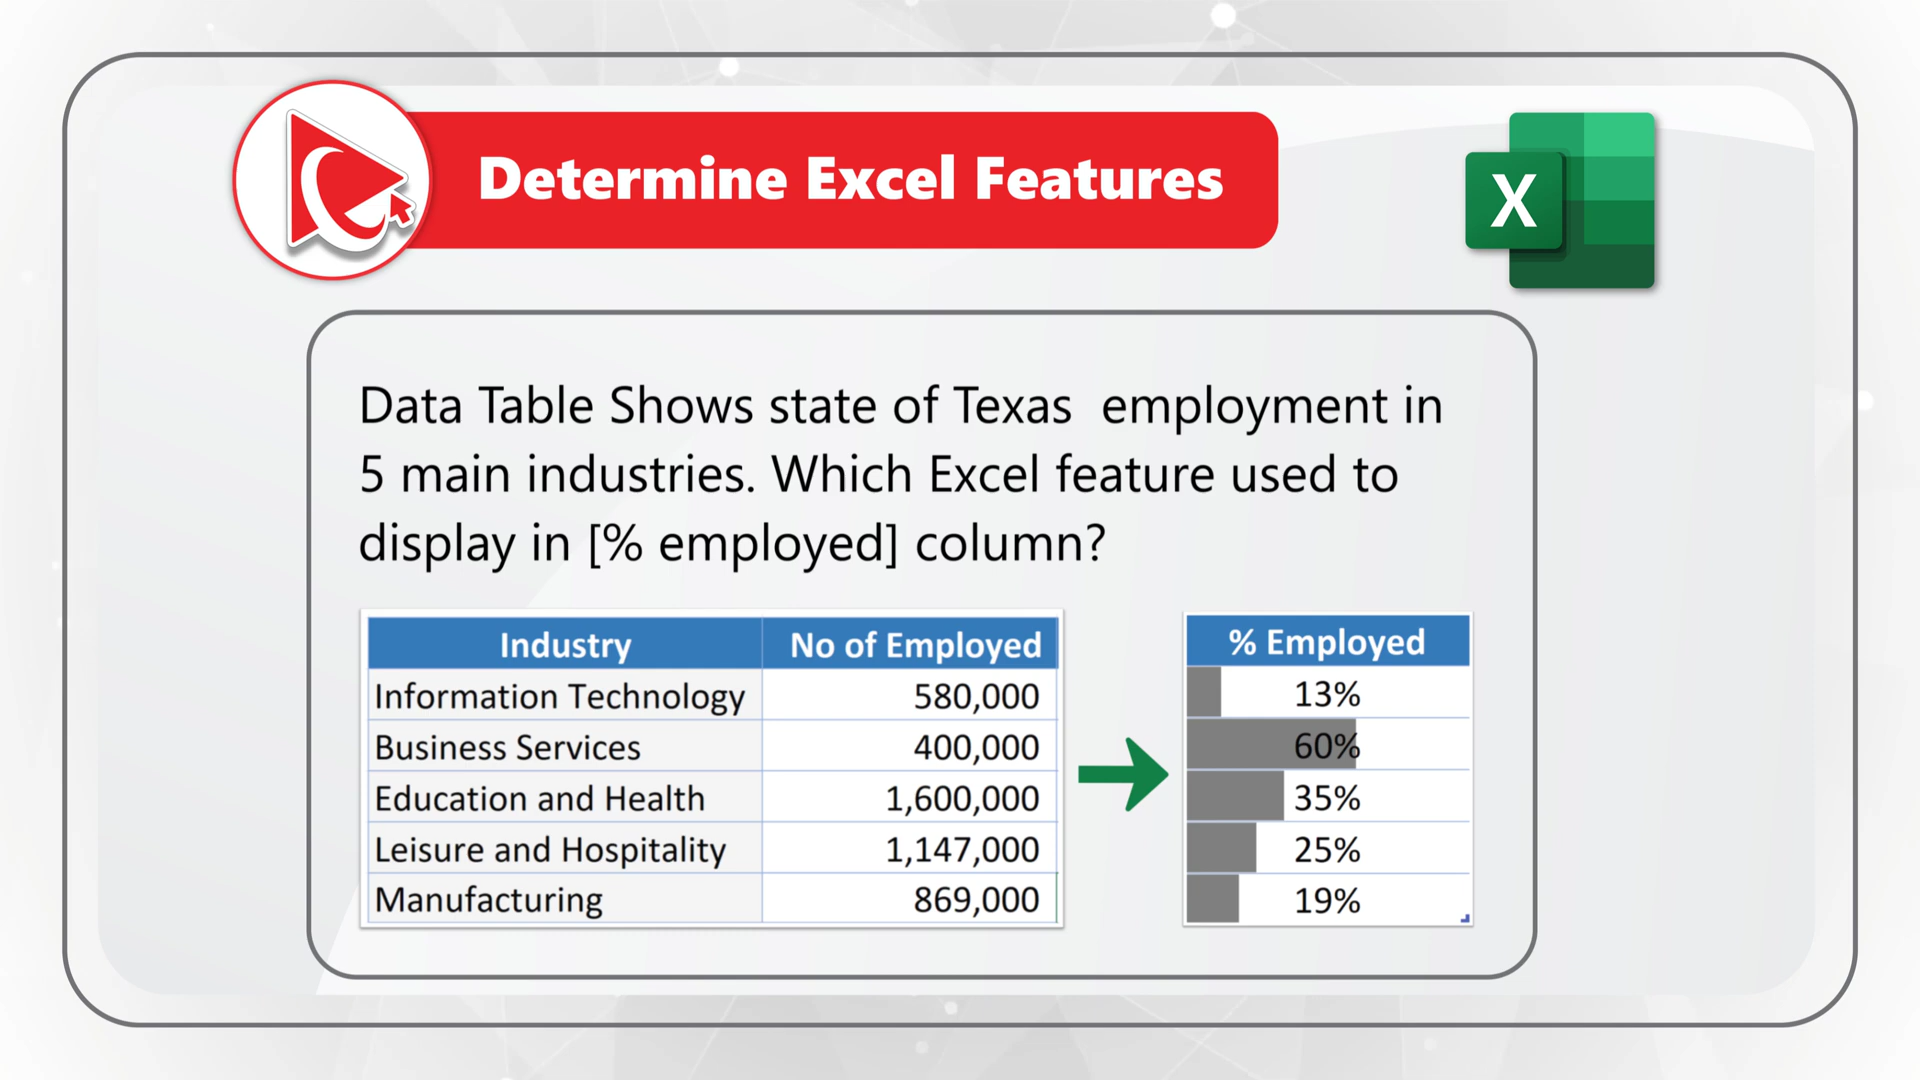 Determine Excel Features
X
Data Table Shows state of Texas employment in
5 main industries. Which Excel feature used to
display in [% employed] column?
Industry No of Employed % Employed
Information Technology 580,000 13%
Business Services 400,000 60%
Education and Health 1,600,000 35%
Leisure and Hospitality 1,147,000 25%
Manufacturing 869,000 19%